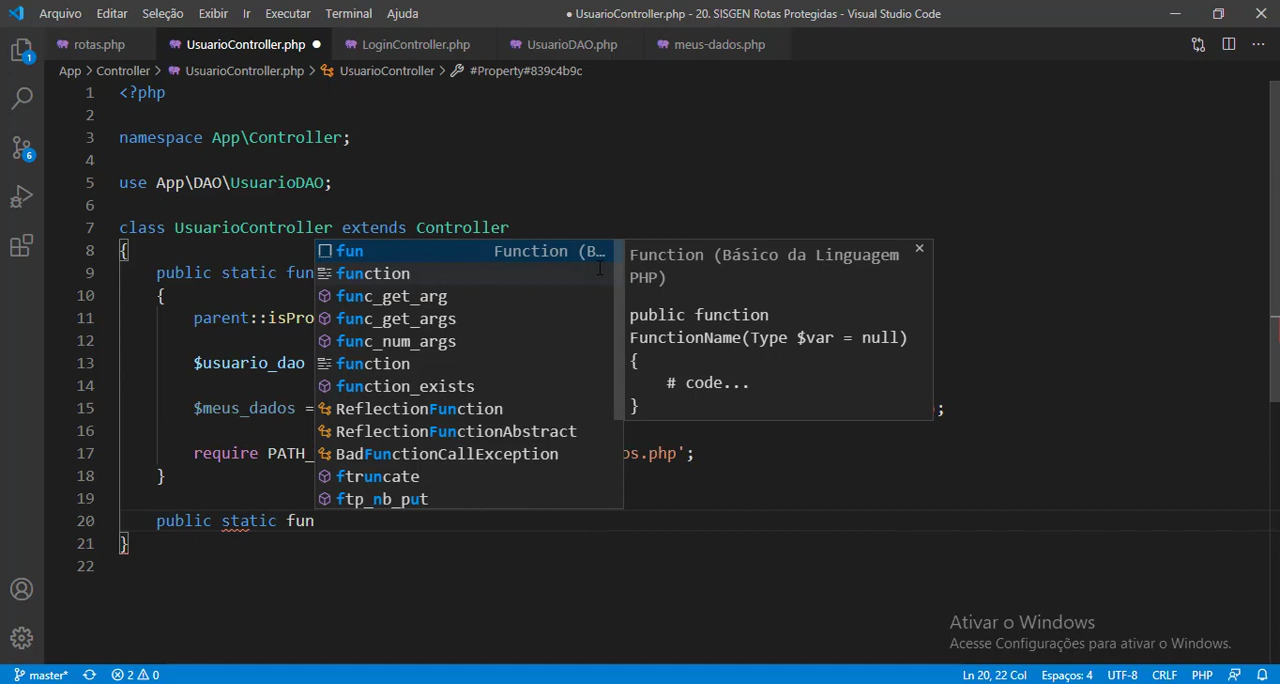 Arquivo Editar Seleção Exibir Ir Executar Terminal Ajuda ● UsuarioController.php - 20. SISGEN Rotas Protegidas - Visual Studio Code
rotas.php UsuarioController.php ● LoginController.php UsuarioDAO.php meus-dados.php
App > Controller > UsuarioController.php > UsuarioController > #Property#839c4b9c
1
6
1 <?php
2
3 namespace App\Controller;
4
5 use App\DAO\UsuarioDAO;
6
7 class UsuarioController extends Controller
8 {
9 public static fun
10 {
11 parent::isPro
12
13 $usuario_dao
14
15 $meus_dados = ;
16
17 require PATH_ os.php';
18 }
19
20 public static fun
21 }
22
fun Function (B...
function
func_get_arg
func_get_args
func_num_args
function
function_exists
ReflectionFunction
ReflectionFunctionAbstract
BadFunctionCallException
ftruncate
ftp_nb_put
Function (Básico da Linguagem
PHP)
public function
FunctionName(Type $var = null)
{
# code...
}
Ativar o Windows
Acesse Configurações para ativar o Windows.
master* 2 0 Ln 20, 22 Col Espaços: 4 UTF-8 CRLF PHP